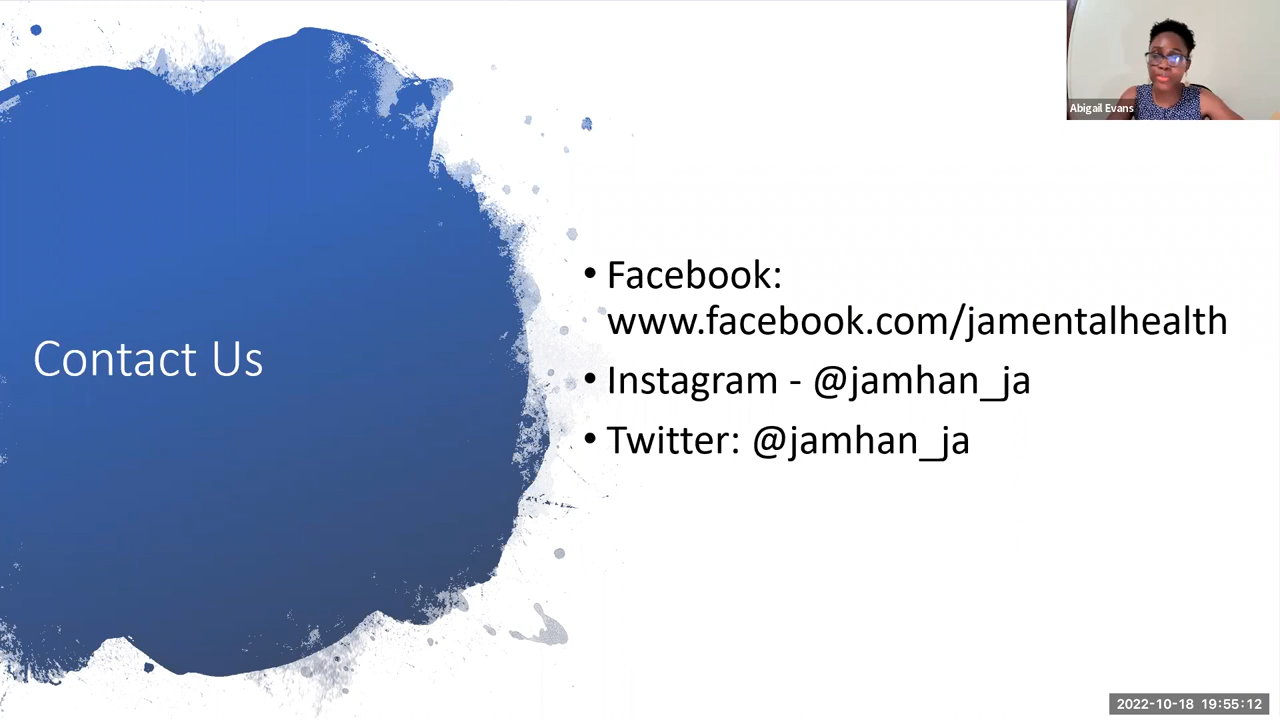 Abigail Evans
Contact Us
• Facebook:
www.facebook.com/jamentalhealth
• Instagram - @jamhan_ja
• Twitter: @jamhan_ja
2022-10-18 19:55:12